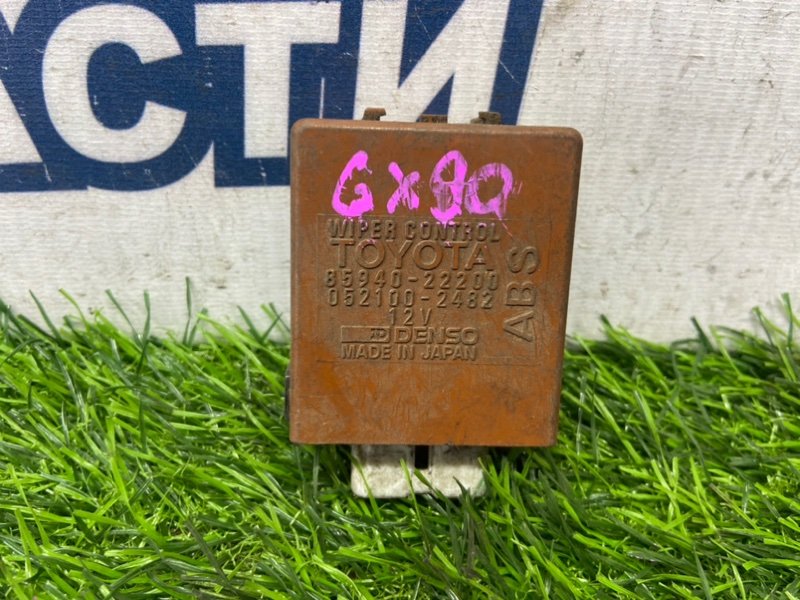 АСТИ
GX90
WIPER CONTROL
TOYOTA
85940-22200
052100-2482
12V
ABS
DENSO
MADE IN JAPAN